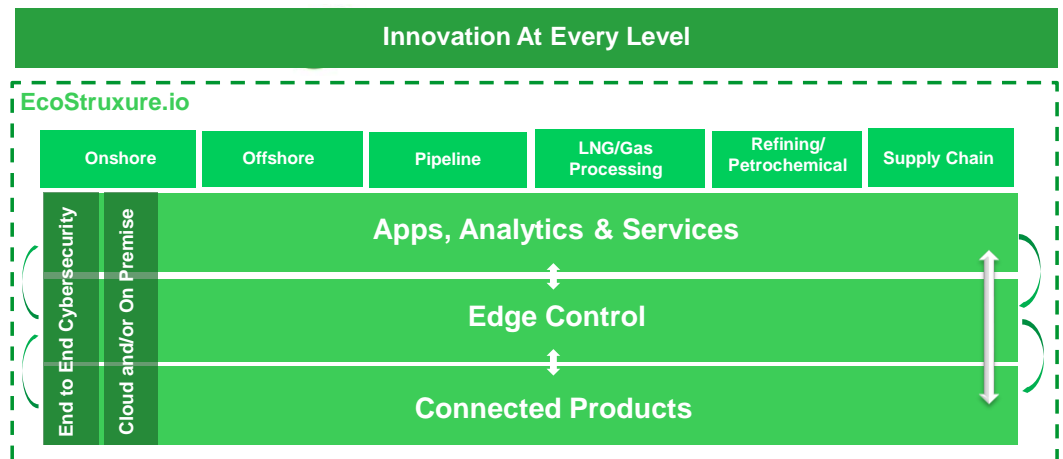 Innovation At Every Level
EcoStruxure.io
Onshore
Offshore
Pipeline
LNG/Gas
Processing
Refining/
Petrochemical
Supply Chain
End to End Cybersecurity
Cloud and/or On Premise
Apps, Analytics & Services
Edge Control
Connected Products